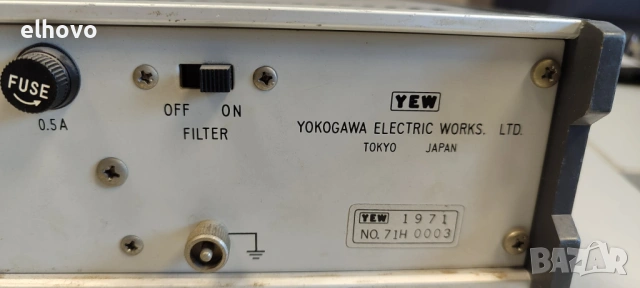 elhovo
FUSE
0.5A
OFF ON
FILTER
YEW
YOKOGAWA ELECTRIC WORKS. LTD.
TOKYO JAPAN
YEW 1971
NO. 71H 0003
BAZAR